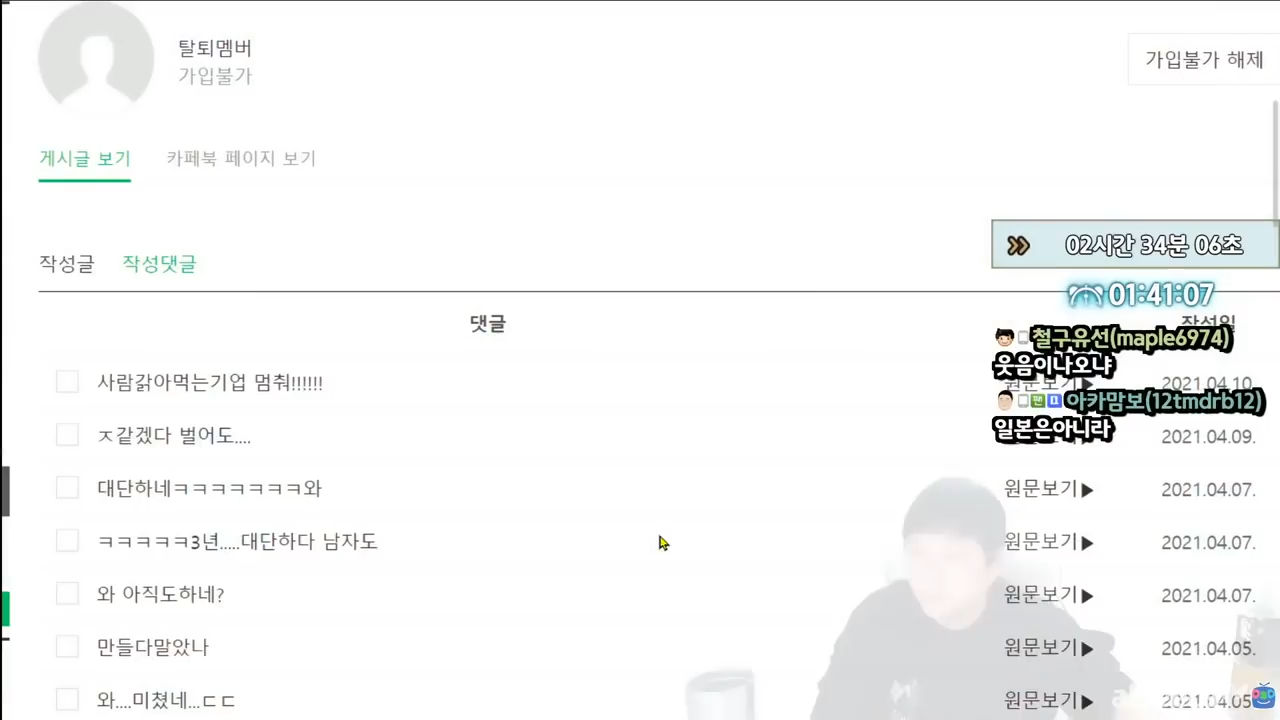 탈퇴멤버
가입불가
가입불가 해제
게시글 보기 카페북 페이지 보기
02시간 34분 06초
작성글 작성댓글
01:41:07
댓글 작성일
철구유선(maple6974)
웃음이나오냐
사람갉아먹는기업 멈춰!!!!!! 원문보기▶ 2021.04.10.
아카맘보(12tmdrb12)
일본은아니라
ㅈ같겠다 벌어도.... ▶ 2021.04.09.
대단하네ㅋㅋㅋㅋㅋㅋㅋ와 원문보기▶ 2021.04.07.
ㅋㅋㅋㅋㅋ3년.....대단하다 남자도 원문보기▶ 2021.04.07.
와 아직도하네? 원문보기▶ 2021.04.07.
만들다말았나 원문보기▶ 2021.04.05.
와....미쳤네...ㄷㄷ 원문보기▶ 2021.04.05